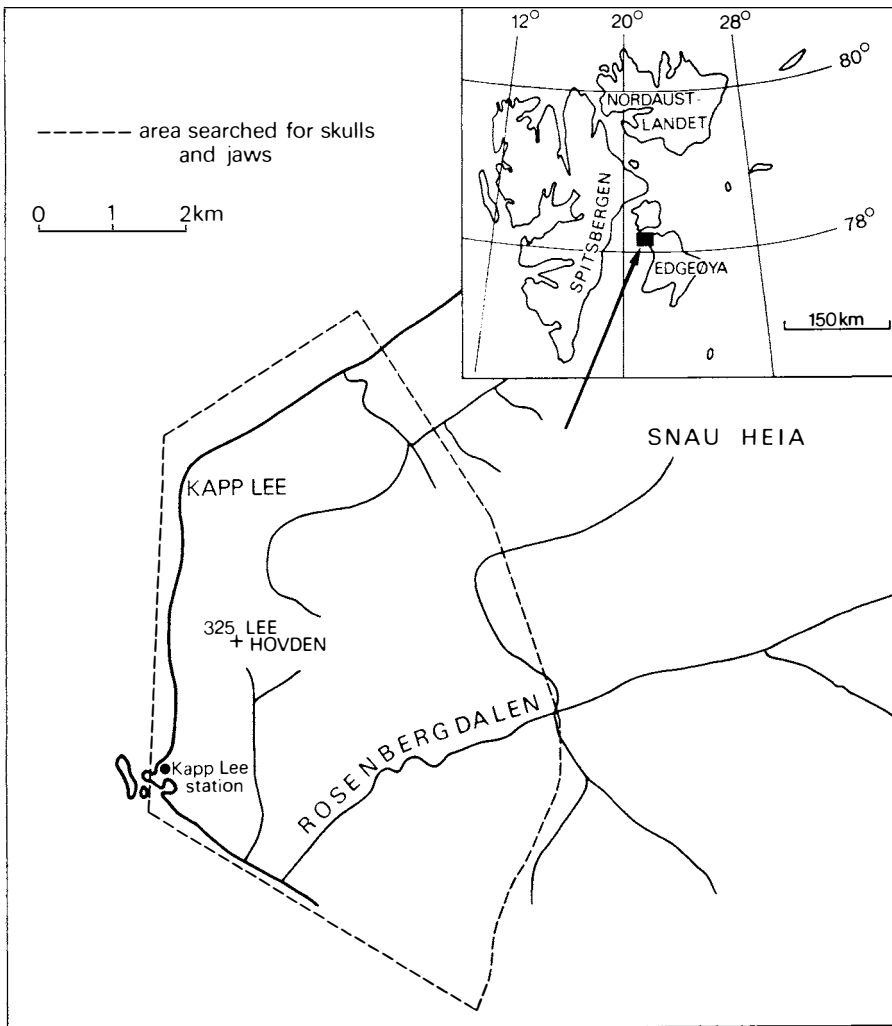 12° 20° 28°
80°
NORDAUST-
LANDET
78°
SPITSBERGEN
EDGEØYA
150km
area searched for skulls
and jaws
0 1 2km
SNAU HEIA
KAPP LEE
325 LEE
+ HOVDEN
ROSENBERGDALEN
Kapp Lee
station